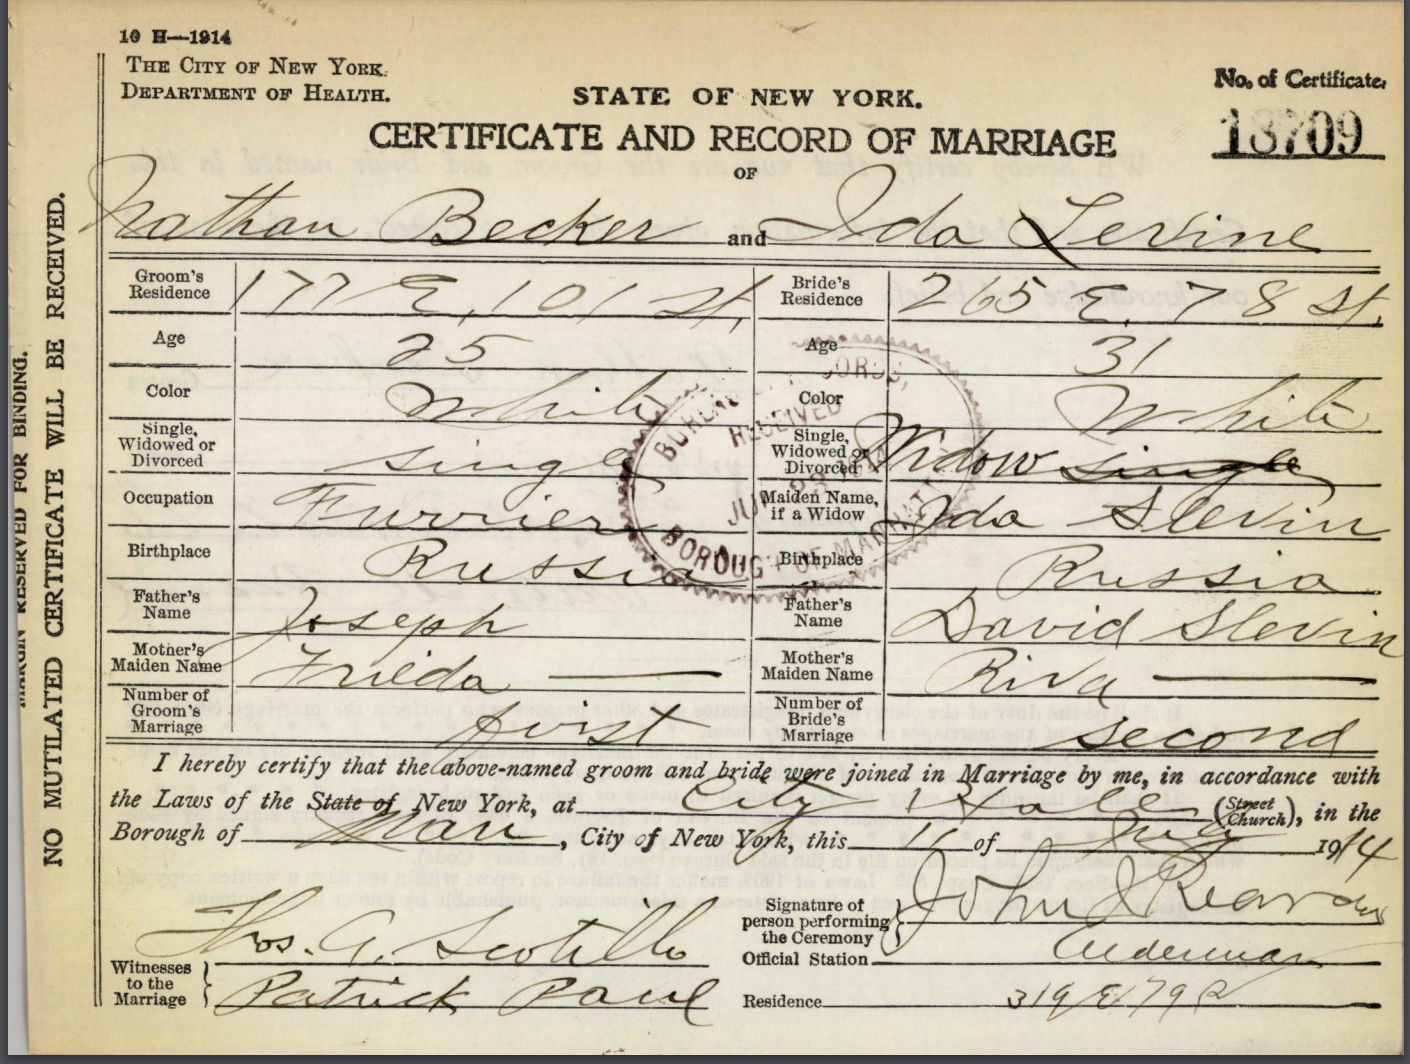 10 H—1914
THE CITY OF NEW YORK.
DEPARTMENT OF HEALTH.
No. of Certificate,
18709
STATE OF NEW YORK.
CERTIFICATE AND RECORD OF MARRIAGE
OF
Nathan Becker and Ida Levine
Groom's Residence 177 E. 101 St. Bride's Residence 265 E. 78 St.
Age 25 Age 31
Color White Color White
Single, Widowed or Divorced single Single, Widowed or Divorced Widow single
Occupation Furrier Maiden Name, if a Widow Ida Slevin
Birthplace Russia Birthplace Russia
Father's Name Joseph Father's Name David Slevin
Mother's Maiden Name Frieda — Mother's Maiden Name Riva —
Number of Groom's Marriage first Number of Bride's Marriage second
I hereby certify that the above-named groom and bride were joined in Marriage by me, in accordance with
the Laws of the State of New York, at City Hall (Street Church), in the
Borough of Man, City of New York, this of 1914
Signature of person performing the Ceremony John
Official Station Alderman
Residence 319 E 79
Witnesses to the Marriage
Thos. A. Scotillo
Patrick Paul
RECEIVED
BOROUGH OF MANHATTAN
NO MUTILATED CERTIFICATE WILL BE RECEIVED.
MARGIN RESERVED FOR BINDING.